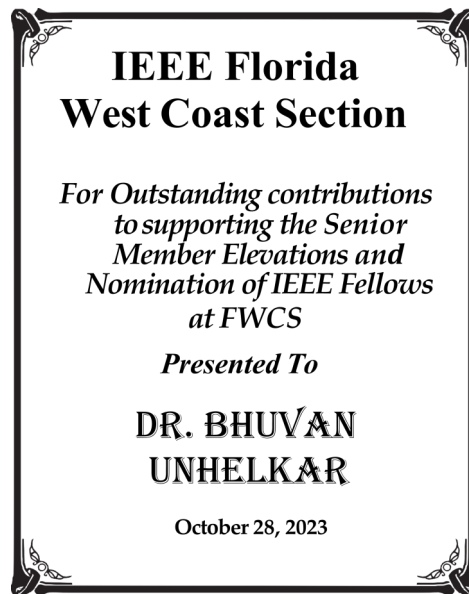 IEEE Florida
West Coast Section
For Outstanding contributions
to supporting the Senior
Member Elevations and
Nomination of IEEE Fellows
at FWCS
Presented To
DR. BHUVAN
UNHELKAR
October 28, 2023